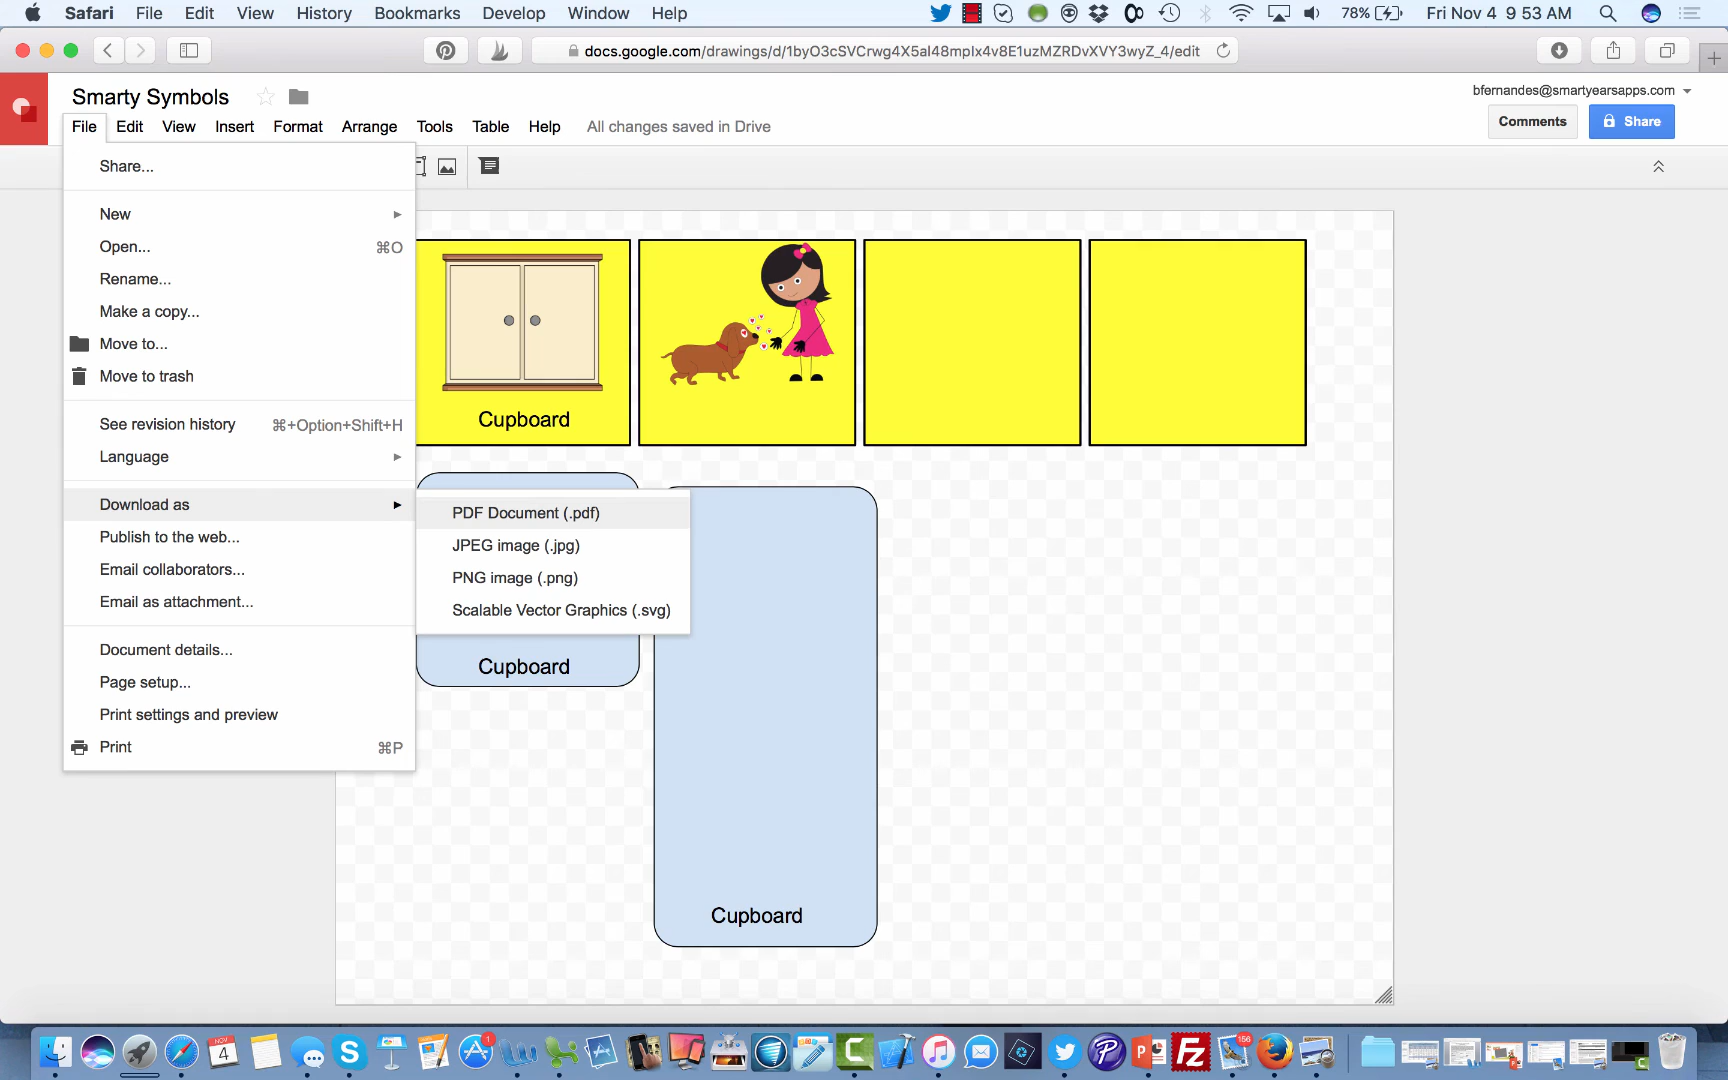 Safari File Edit View History Bookmarks Develop Window Help 78% Fri Nov 4 9 53 AM
docs.google.com/drawings/d/1byO3cSVCrwg4X5al48mpIx4v8E1uzMZRDvXVY3wyZ_4/edit
Smarty Symbols
bfernandes@smartyearsapps.com
File Edit View Insert Format Arrange Tools Table Help All changes saved in Drive
Comments
Share
Share...
New
Open... ⌘O
Rename...
Make a copy...
Move to...
Move to trash
See revision history ⌘+Option+Shift+H
Language
Download as
Publish to the web...
Email collaborators...
Email as attachment...
Document details...
Page setup...
Print settings and preview
Print ⌘P
PDF Document (.pdf)
JPEG image (.jpg)
PNG image (.png)
Scalable Vector Graphics (.svg)
Cupboard
Cupboard
Cupboard
NOV
4
1
156